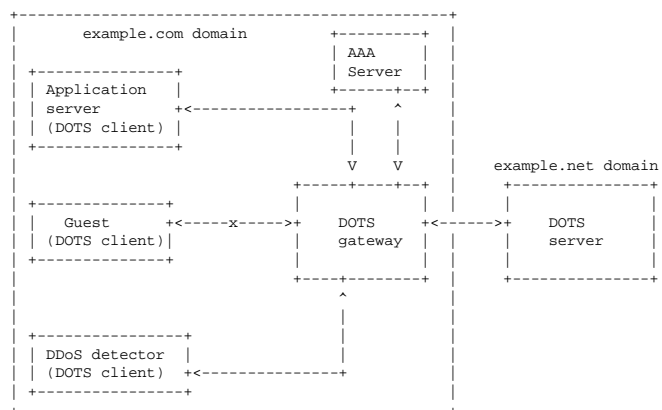 example.com domain
AAA
Server
Application
server
(DOTS client)
example.net domain
Guest
(DOTS client)
x
DOTS
gateway
DOTS
server
DDoS detector
(DOTS client)